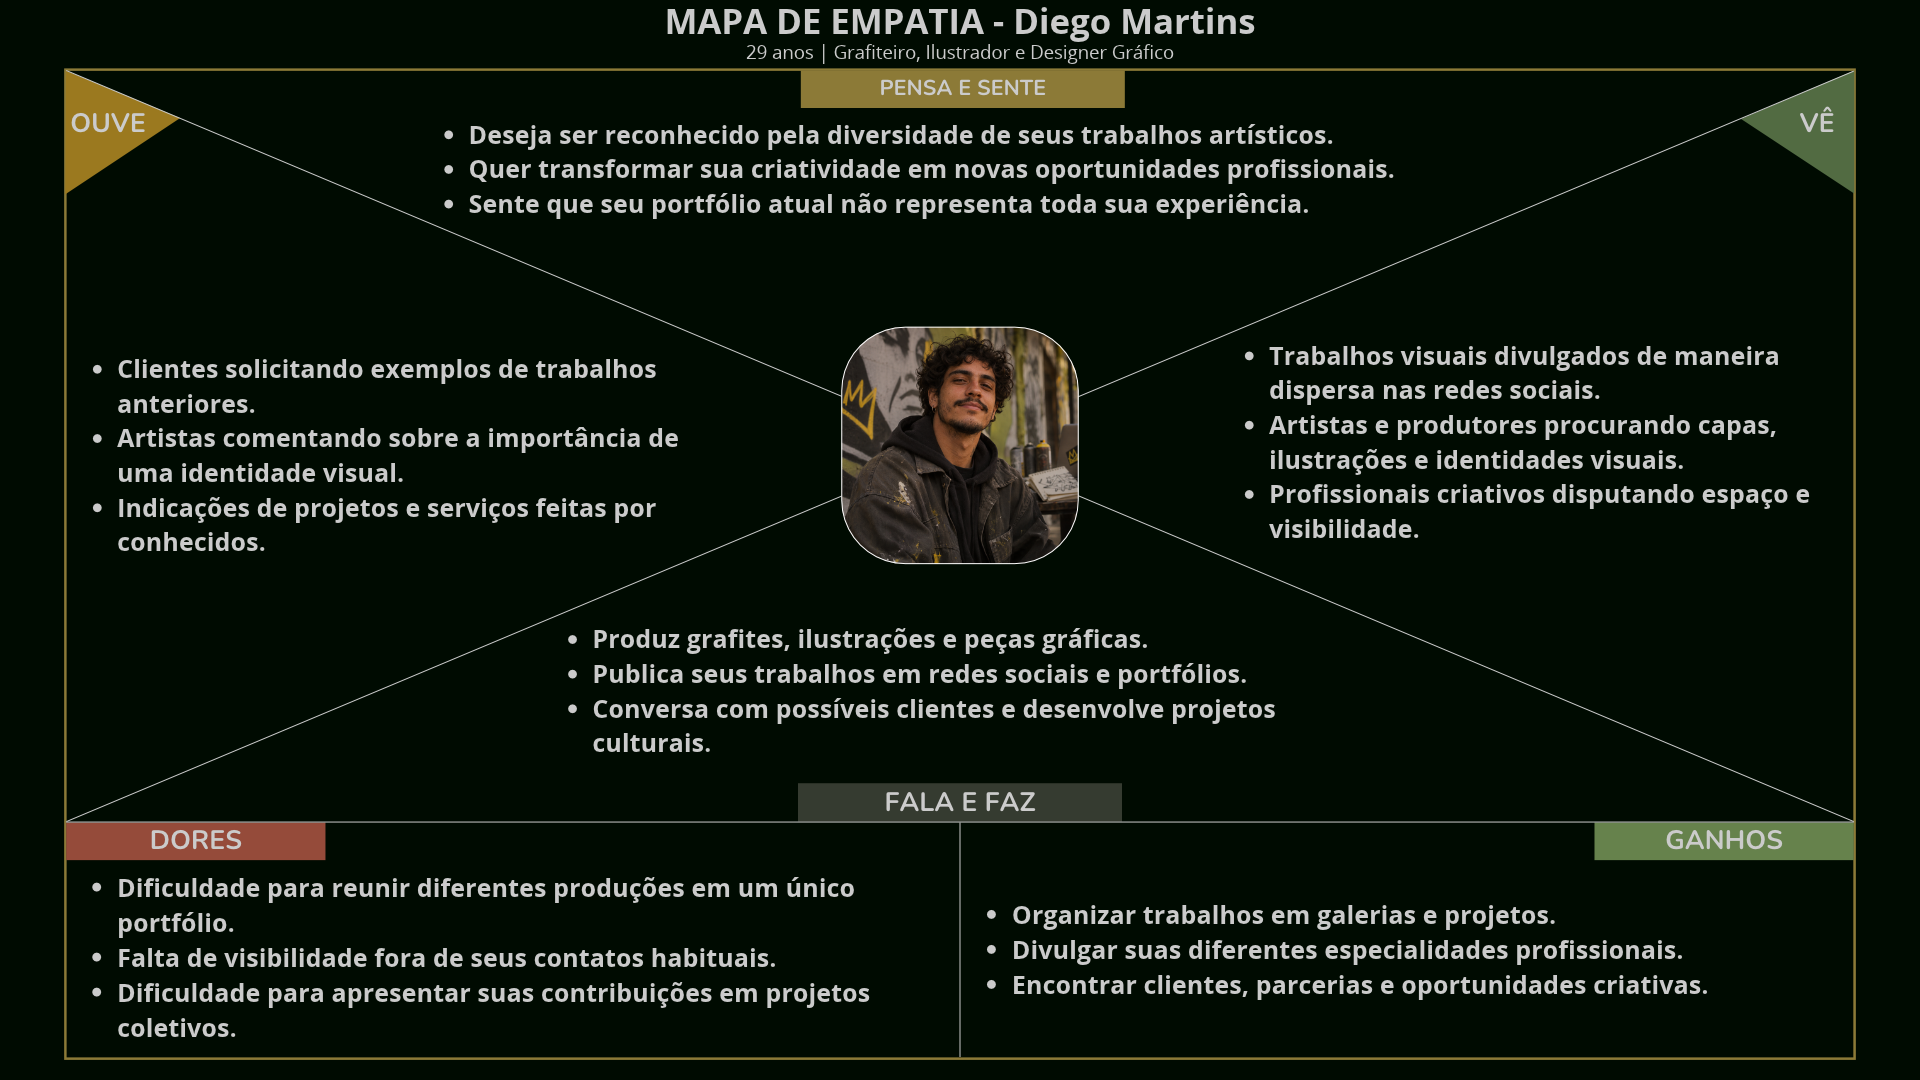 MAPA DE EMPATIA - Diego Martins
29 anos | Grafiteiro, Ilustrador e Designer Gráfico
PENSA E SENTE
OUVE
VÊ
• Deseja ser reconhecido pela diversidade de seus trabalhos artísticos.
• Quer transformar sua criatividade em novas oportunidades profissionais.
• Sente que seu portfólio atual não representa toda sua experiência.
• Clientes solicitando exemplos de trabalhos
anteriores.
• Artistas comentando sobre a importância de
uma identidade visual.
• Indicações de projetos e serviços feitas por
conhecidos.
• Trabalhos visuais divulgados de maneira
dispersa nas redes sociais.
• Artistas e produtores procurando capas,
ilustrações e identidades visuais.
• Profissionais criativos disputando espaço e
visibilidade.
• Produz grafites, ilustrações e peças gráficas.
• Publica seus trabalhos em redes sociais e portfólios.
• Conversa com possíveis clientes e desenvolve projetos
culturais.
FALA E FAZ
DORES
• Dificuldade para reunir diferentes produções em um único
portfólio.
• Falta de visibilidade fora de seus contatos habituais.
• Dificuldade para apresentar suas contribuições em projetos
coletivos.
GANHOS
• Organizar trabalhos em galerias e projetos.
• Divulgar suas diferentes especialidades profissionais.
• Encontrar clientes, parcerias e oportunidades criativas.